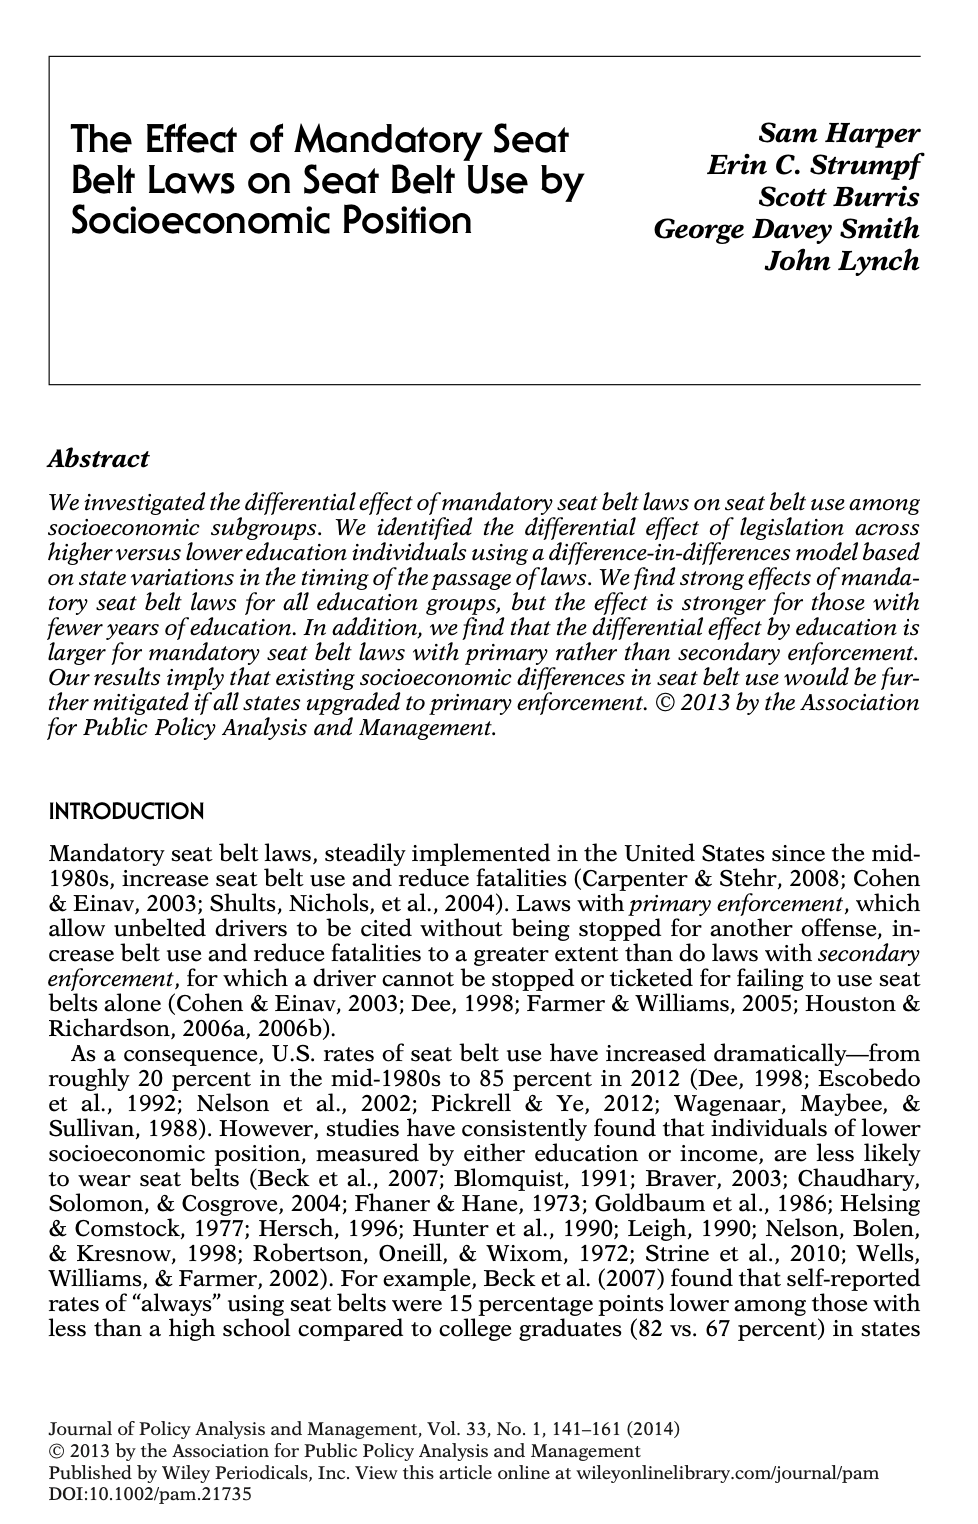 The Effect of Mandatory Seat
Belt Laws on Seat Belt Use by
Socioeconomic Position
Sam Harper
Erin C. Strumpf
Scott Burris
George Davey Smith
John Lynch
Abstract
We investigated the differential effect of mandatory seat belt laws on seat belt use among
socioeconomic subgroups. We identified the differential effect of legislation across
higher versus lower education individuals using a difference-in-differences model based
on state variations in the timing of the passage of laws. We find strong effects of manda-
tory seat belt laws for all education groups, but the effect is stronger for those with
fewer years of education. In addition, we find that the differential effect by education is
larger for mandatory seat belt laws with primary rather than secondary enforcement.
Our results imply that existing socioeconomic differences in seat belt use would be fur-
ther mitigated if all states upgraded to primary enforcement. © 2013 by the Association
for Public Policy Analysis and Management.
INTRODUCTION
Mandatory seat belt laws, steadily implemented in the United States since the mid-
1980s, increase seat belt use and reduce fatalities (Carpenter & Stehr, 2008; Cohen
& Einav, 2003; Shults, Nichols, et al., 2004). Laws with primary enforcement, which
allow unbelted drivers to be cited without being stopped for another offense, in-
crease belt use and reduce fatalities to a greater extent than do laws with secondary
enforcement, for which a driver cannot be stopped or ticketed for failing to use seat
belts alone (Cohen & Einav, 2003; Dee, 1998; Farmer & Williams, 2005; Houston &
Richardson, 2006a, 2006b).
As a consequence, U.S. rates of seat belt use have increased dramatically—from
roughly 20 percent in the mid-1980s to 85 percent in 2012 (Dee, 1998; Escobedo
et al., 1992; Nelson et al., 2002; Pickrell & Ye, 2012; Wagenaar, Maybee, &
Sullivan, 1988). However, studies have consistently found that individuals of lower
socioeconomic position, measured by either education or income, are less likely
to wear seat belts (Beck et al., 2007; Blomquist, 1991; Braver, 2003; Chaudhary,
Solomon, & Cosgrove, 2004; Fhaner & Hane, 1973; Goldbaum et al., 1986; Helsing
& Comstock, 1977; Hersch, 1996; Hunter et al., 1990; Leigh, 1990; Nelson, Bolen,
& Kresnow, 1998; Robertson, Oneill, & Wixom, 1972; Strine et al., 2010; Wells,
Williams, & Farmer, 2002). For example, Beck et al. (2007) found that self-reported
rates of “always” using seat belts were 15 percentage points lower among those with
less than a high school compared to college graduates (82 vs. 67 percent) in states
Journal of Policy Analysis and Management, Vol. 33, No. 1, 141–161 (2014)
© 2013 by the Association for Public Policy Analysis and Management
Published by Wiley Periodicals, Inc. View this article online at wileyonlinelibrary.com/journal/pam
DOI:10.1002/pam.21735